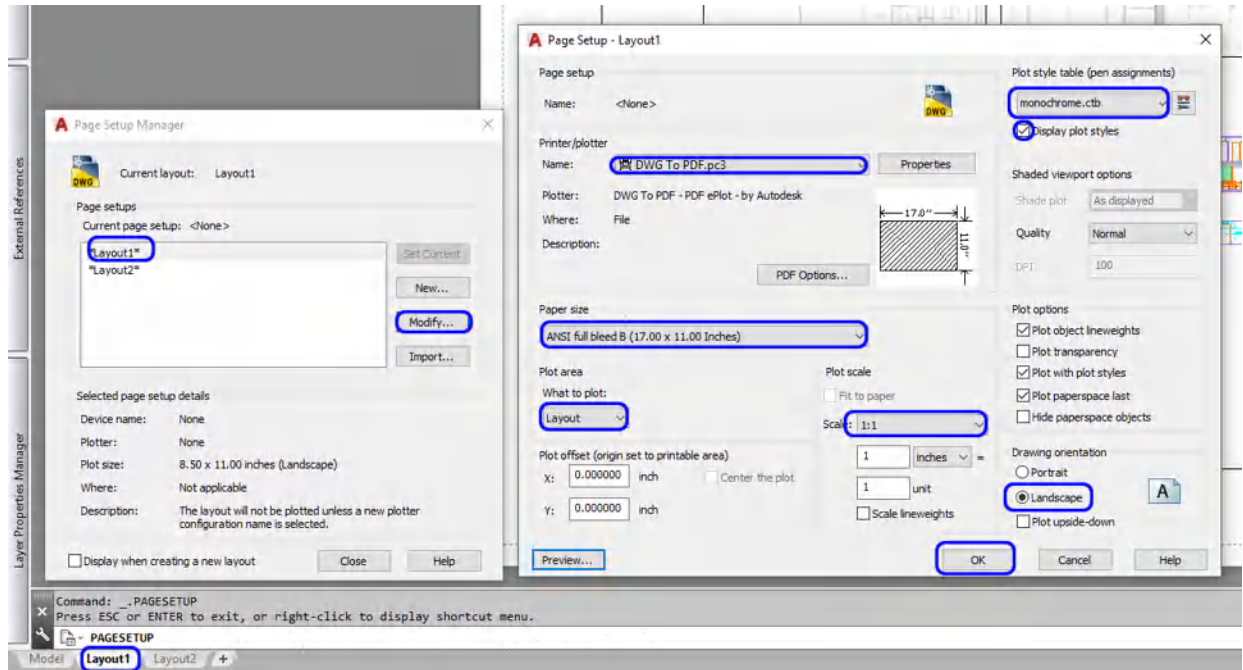 External References
Layer Properties Manager
Page Setup Manager
DWG
Current layout: Layout1
Page setups
Current page setup: <None>
*Layout1*
*Layout2*
Set Current
New...
Modify...
Import...
Selected page setup details
Device name: None
Plotter: None
Plot size: 8.50 x 11.00 inches (Landscape)
Where: Not applicable
Description: The layout will not be plotted unless a new plotter
configuration name is selected.
Display when creating a new layout
Close
Help
Page Setup - Layout1
Page setup
Name: <None>
DWG
Printer/plotter
Name: DWG To PDF.pc3
Properties
Plotter: DWG To PDF - PDF ePlot - by Autodesk
Where: File
Description:
17.0"
11.0"
PDF Options...
Paper size
ANSI full bleed B (17.00 x 11.00 Inches)
Plot area
What to plot:
Layout
Plot scale
Fit to paper
Scale: 1:1
1 inches =
1 unit
Scale lineweights
Plot offset (origin set to printable area)
X: 0.000000 inch
Center the plot
Y: 0.000000 inch
Plot style table (pen assignments)
monochrome.ctb
Display plot styles
Shaded viewport options
Shade plot As displayed
Quality Normal
DPI 100
Plot options
Plot object lineweights
Plot transparency
Plot with plot styles
Plot paperspace last
Hide paperspace objects
Drawing orientation
Portrait
Landscape
Plot upside-down
A
Preview...
OK
Cancel
Help
Command: _.PAGESETUP
Press ESC or ENTER to exit, or right-click to display shortcut menu.
- PAGESETUP
Model Layout1 Layout2 +